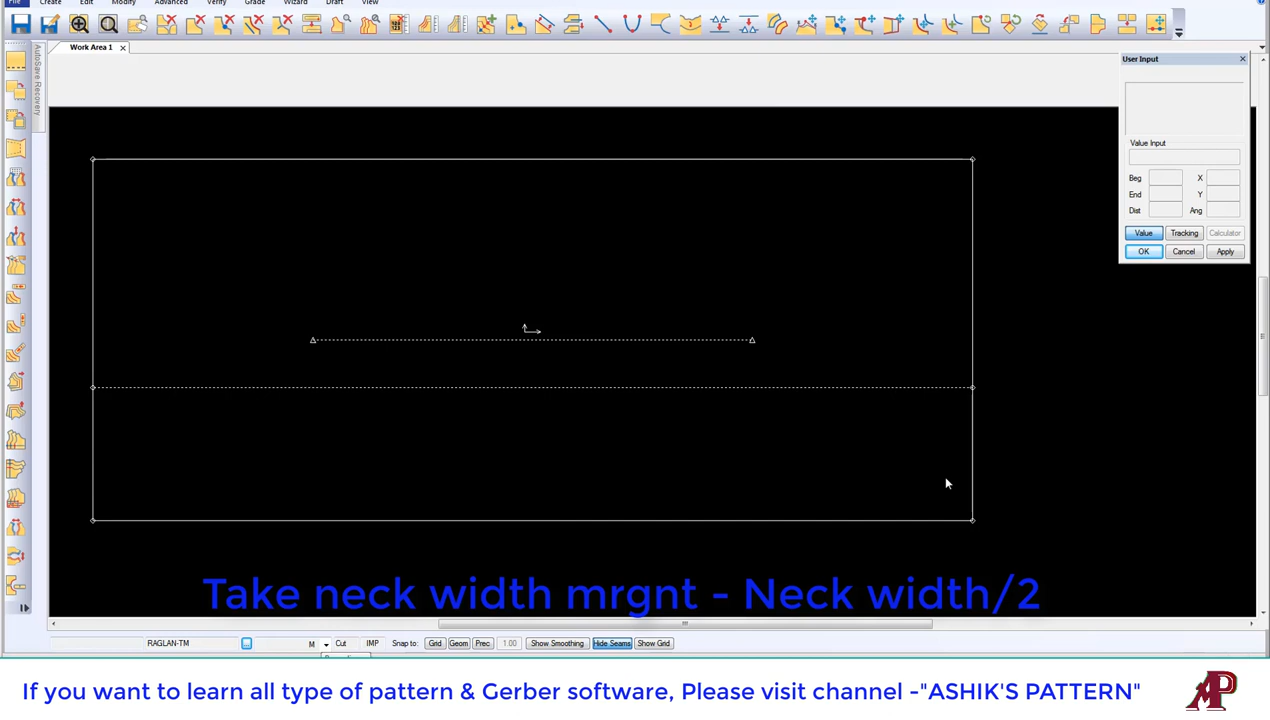 File Create Edit Modify Advanced Verify Grade Wizard Draft View
Work Area 1
AutoSave Recovery
User Input
Value Input
Beg X
End Y
Dist Ang
Value Tracking Calculator
OK Cancel Apply
Take neck width mrgnt - Neck width/2
RAGLAN-TM M Cut IMP Snap to: Grid Geom Prec 1.00 Show Smoothing Hide Seams Show Grid
If you want to learn all type of pattern & Gerber software, Please visit channel -"ASHIK'S PATTERN"
AP